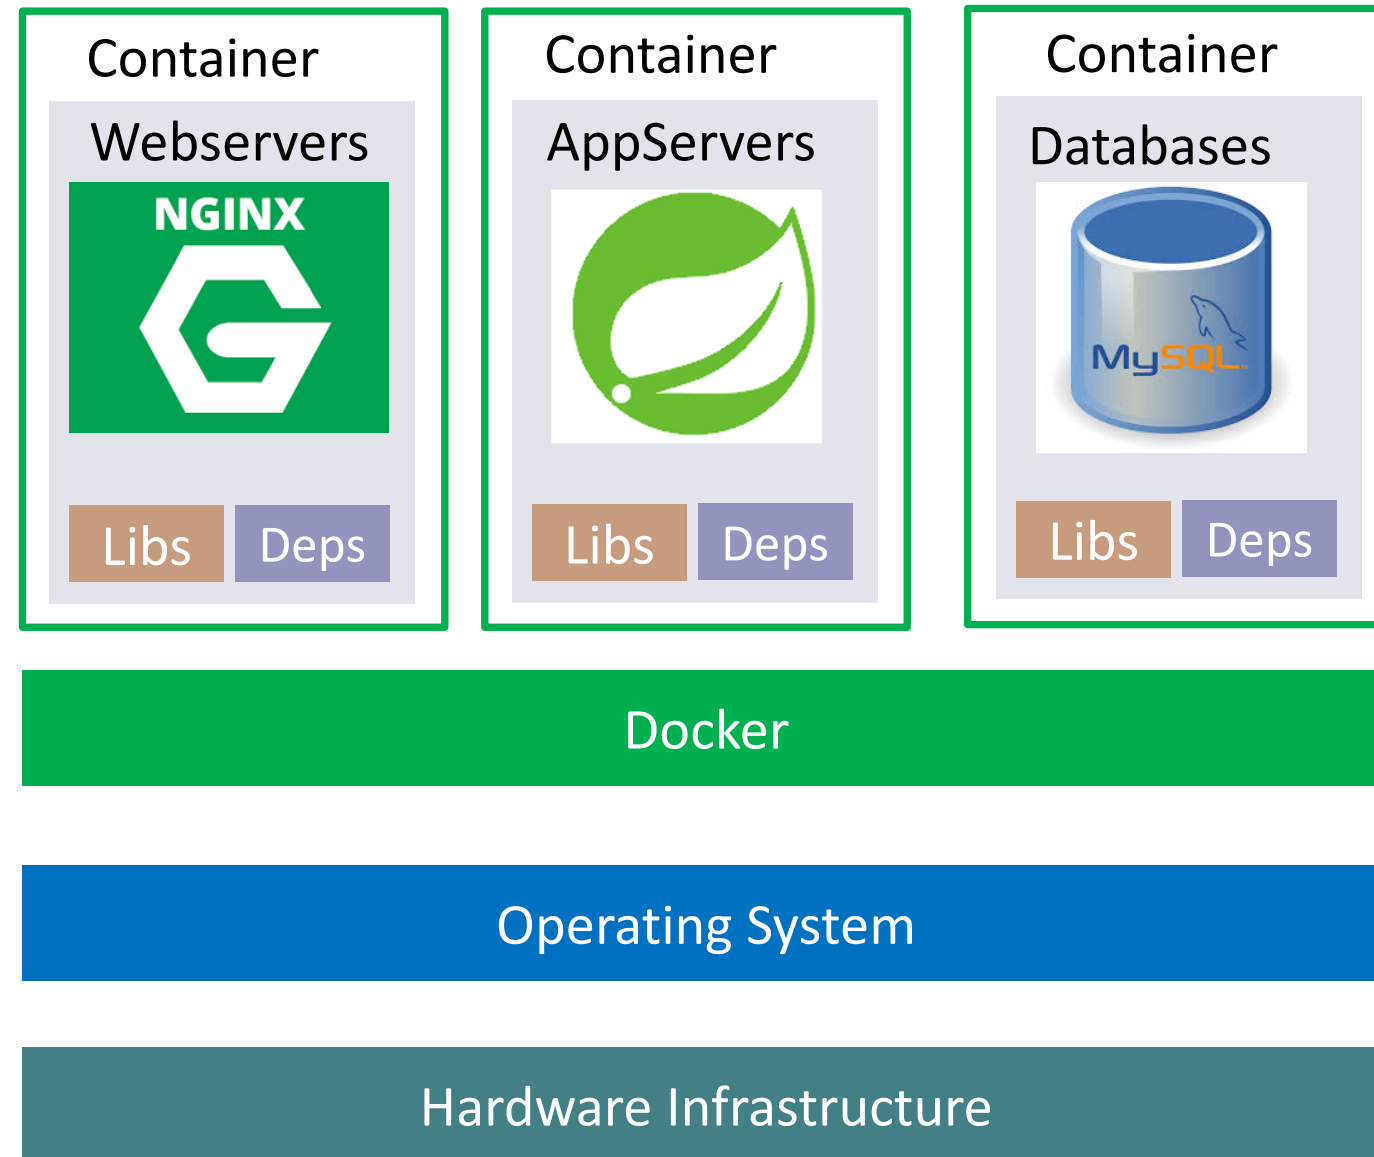 Container
Webservers
NGINX
Libs
Deps
Container
AppServers
Libs
Deps
Container
Databases
MySQL
Libs
Deps
Docker
Operating System
Hardware Infrastructure